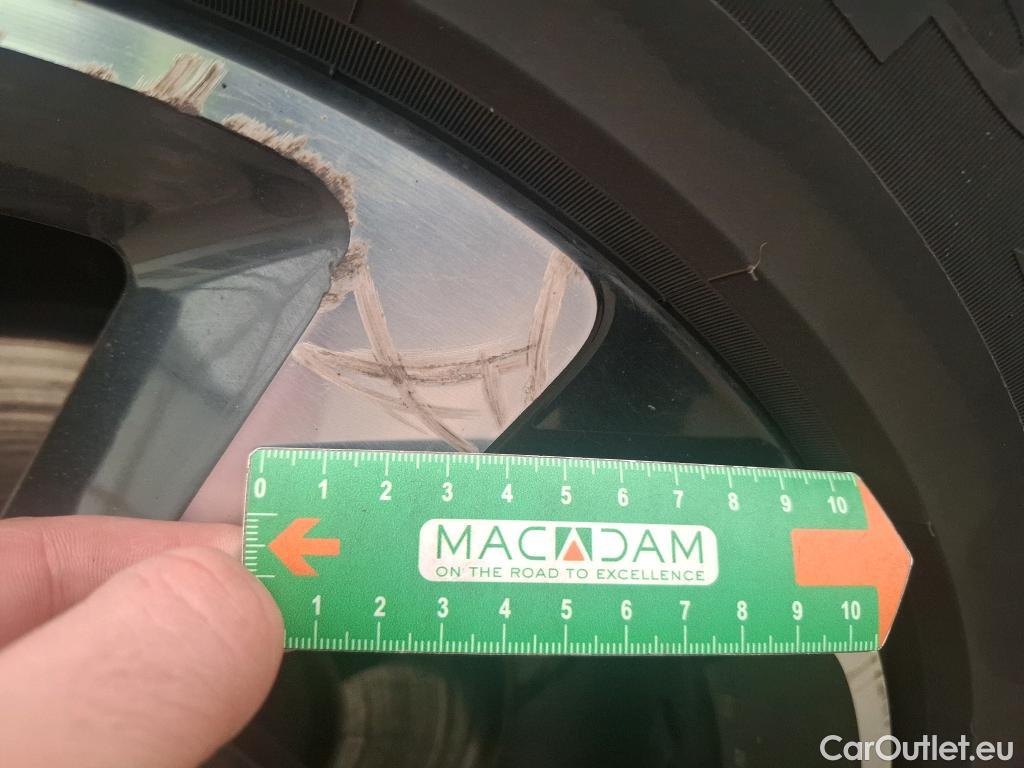 0 1 2 3 4 5 6 7 8 9 10
MACADAM
ON THE ROAD TO EXCELLENCE
1 2 3 4 5 6 7 8 9 10
CarOutlet.eu